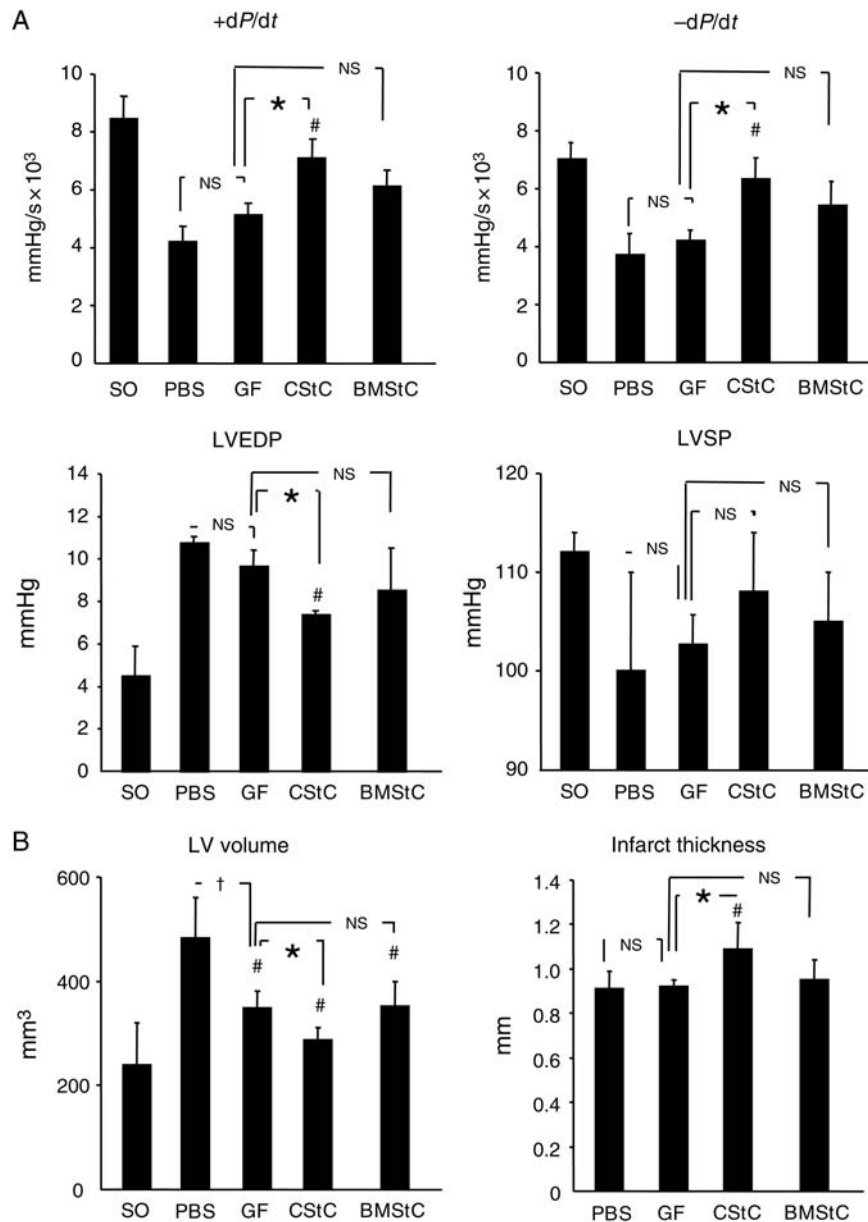 A
+dP/dt
–dP/dt
10
8
6
4
2
0
mmHg/s × 10³
NS
*
#
NS
SO PBS GF CStC BMStC
10
8
6
4
2
0
mmHg/s × 10³
NS
*
#
NS
SO PBS GF CStC BMStC
LVEDP
LVSP
14
12
10
8
6
4
2
0
mmHg
NS
*
NS
#
SO PBS GF CStC BMStC
120
110
100
90
mmHg
NS
NS
NS
SO PBS GF CStC BMStC
B
LV volume
Infarct thickness
600
400
200
0
mm³
†
NS
*
#
#
#
SO PBS GF CStC BMStC
1.4
1.2
1.0
0.8
0.6
0.4
0.2
0
mm
NS
*
NS
#
PBS GF CStC BMStC